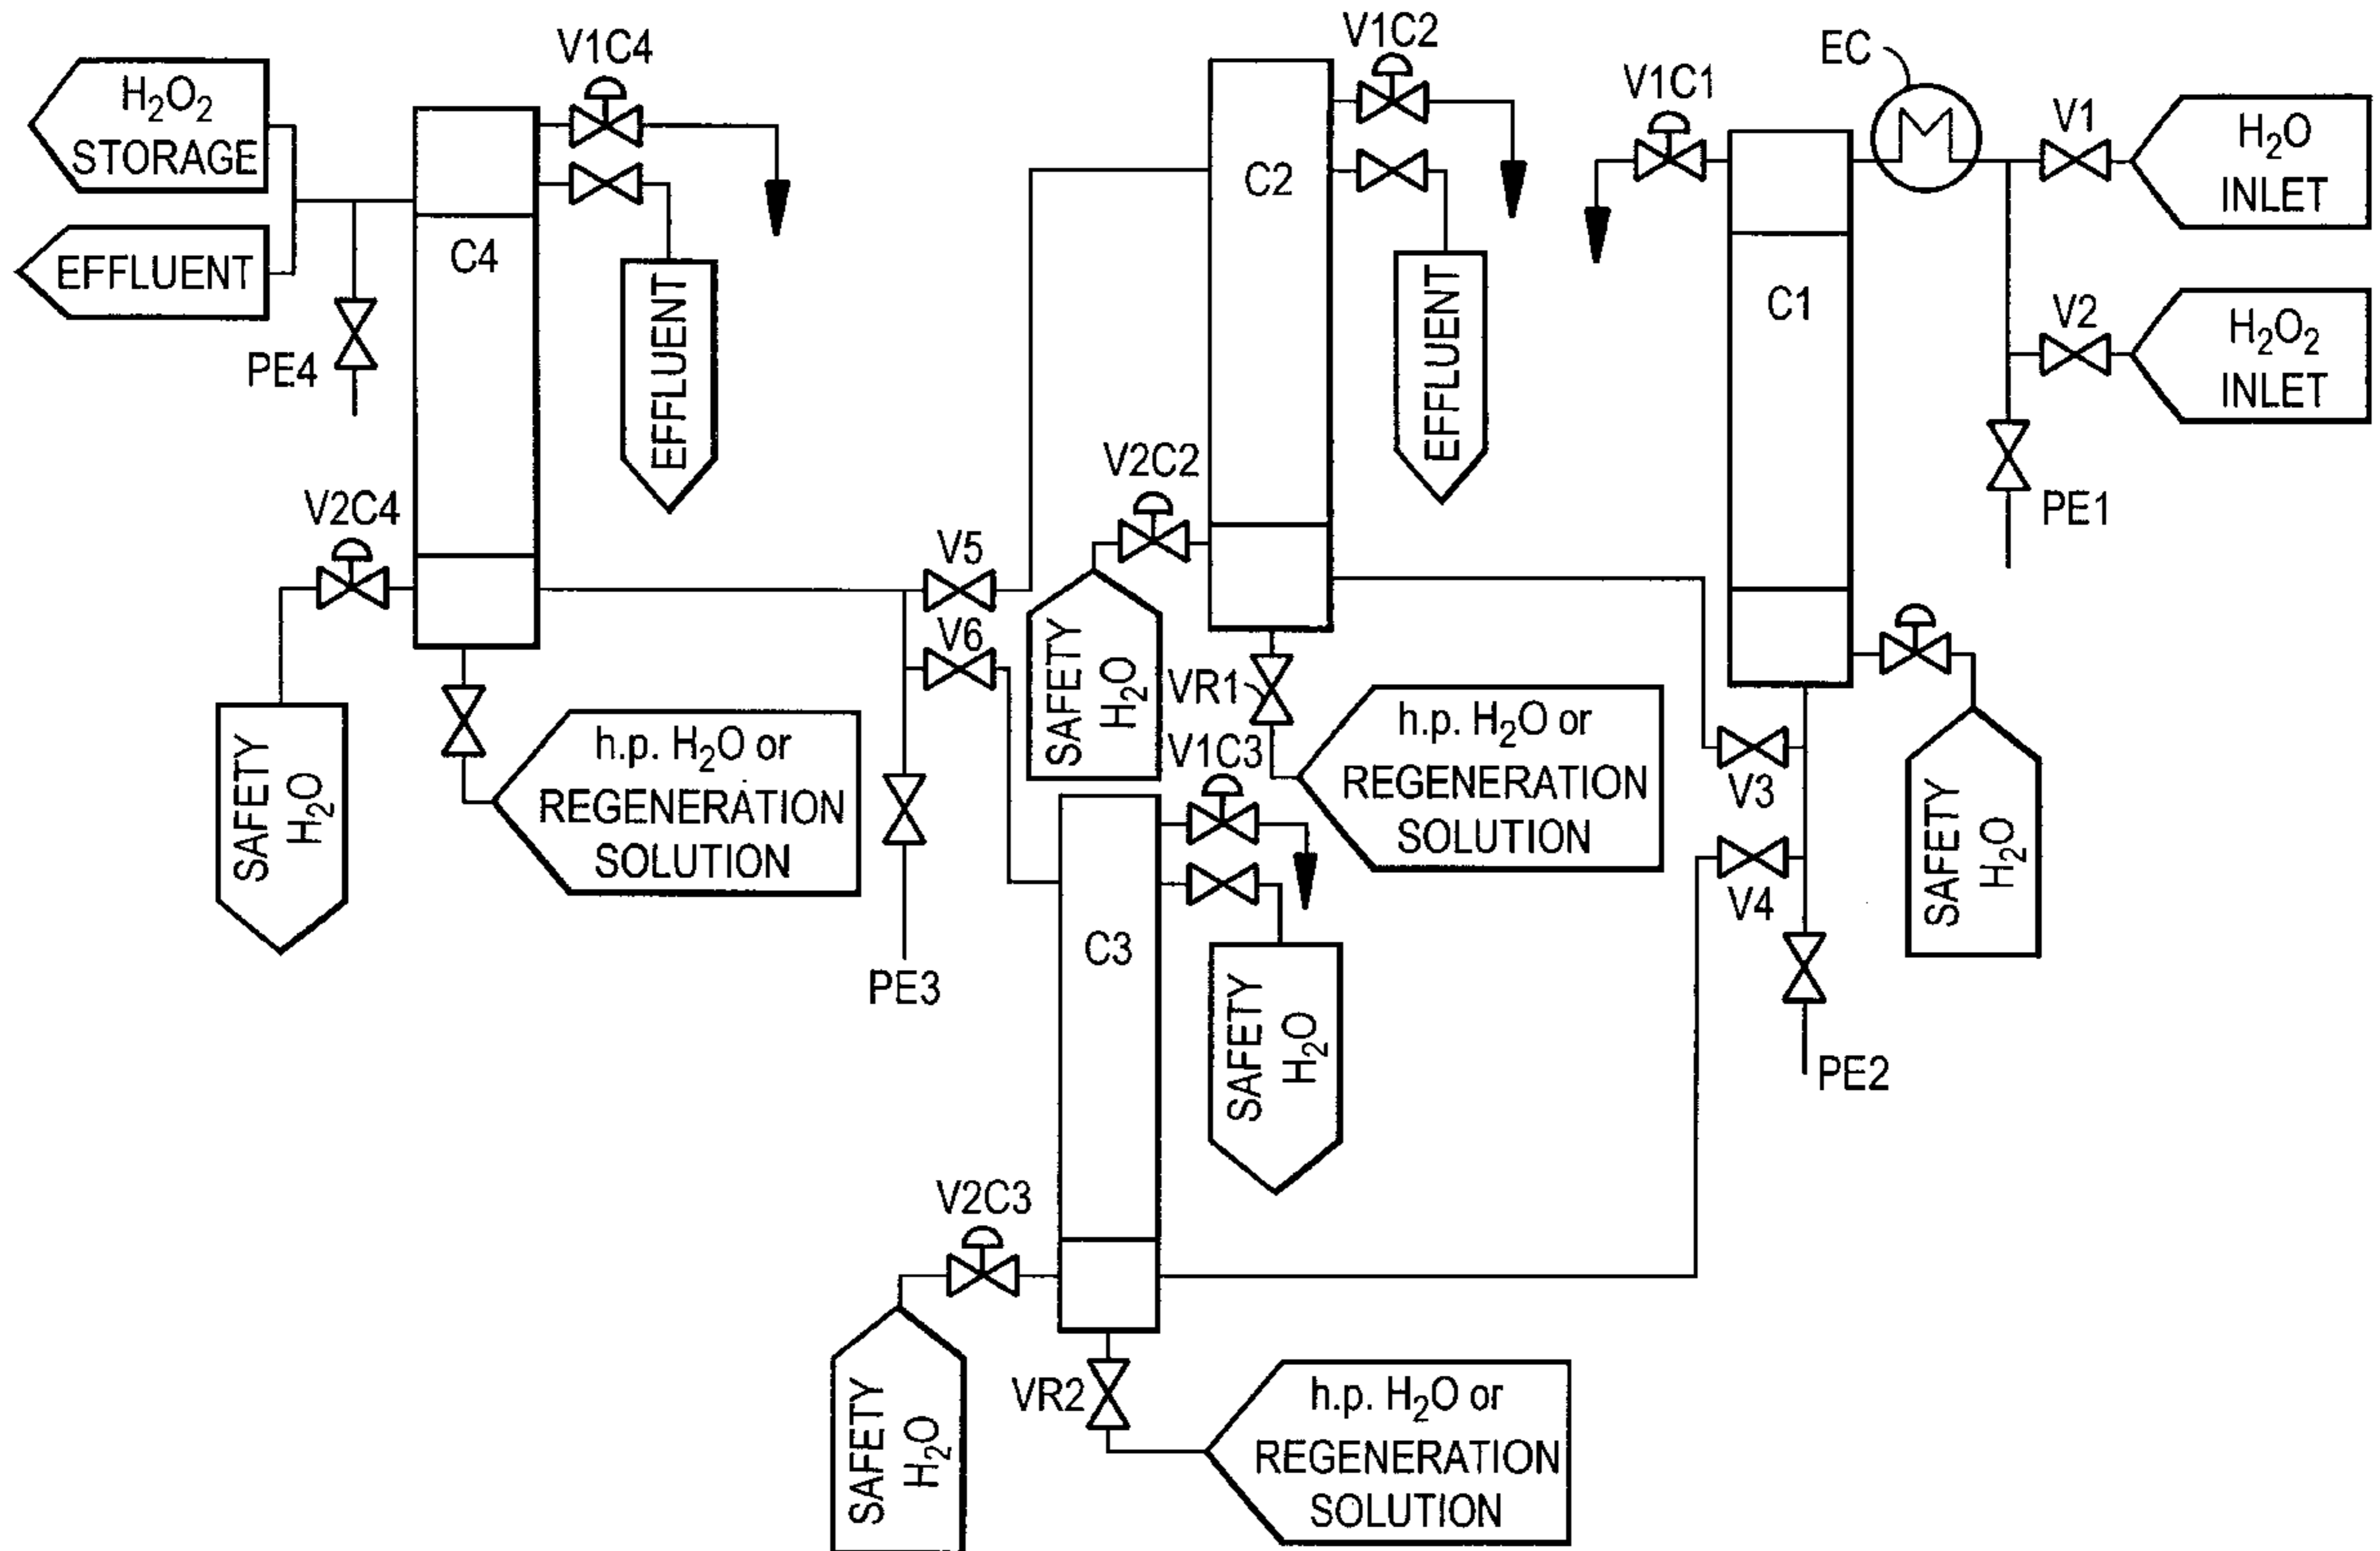 V1C4
V1C2
V1C1
EC
V1
H₂O₂
STORAGE
H₂O
INLET
C2
C4
EFFLUENT
C1
V2
H₂O₂
INLET
PE4
EFFLUENT
EFFLUENT
V2C4
V2C2
PE1
V5
V6
SAFETY
H₂O
VR1
V1C3
h.p. H₂O or
REGENERATION
SOLUTION
SAFETY
H₂O
h.p. H₂O or
REGENERATION
SOLUTION
V3
V4
SAFETY
H₂O
C3
PE3
SAFETY
H₂O
PE2
V2C3
SAFETY
H₂O
VR2
h.p. H₂O or
REGENERATION
SOLUTION